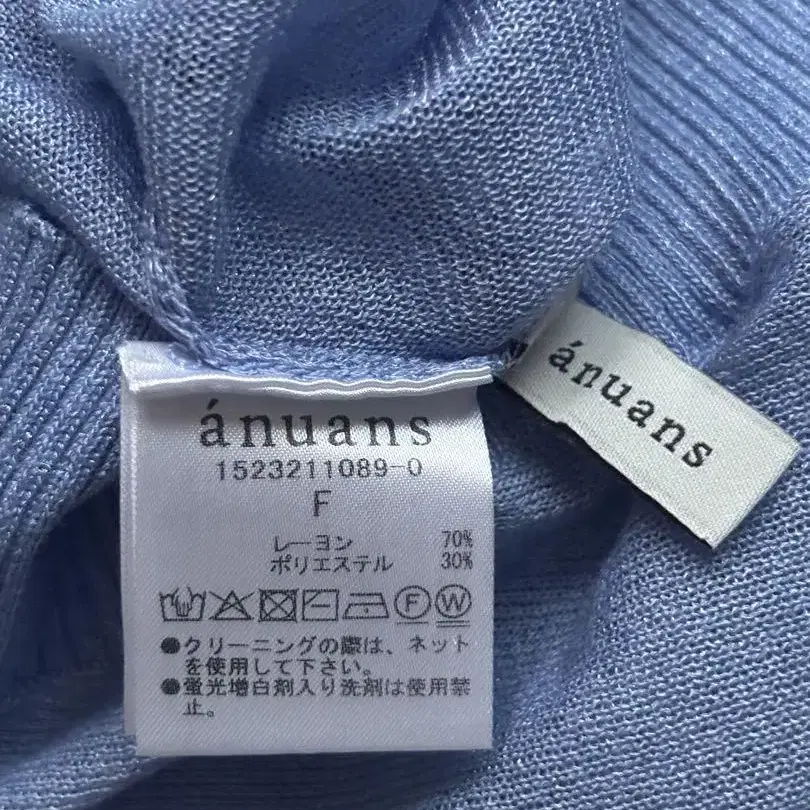 ánuans
1523211089-0
F
レーヨン 70%
ポリエステル 30%
F W
●クリーニングの際は、ネット
を使用して下さい。
●蛍光増白剤入り洗剤は使用禁
止。
ánuans